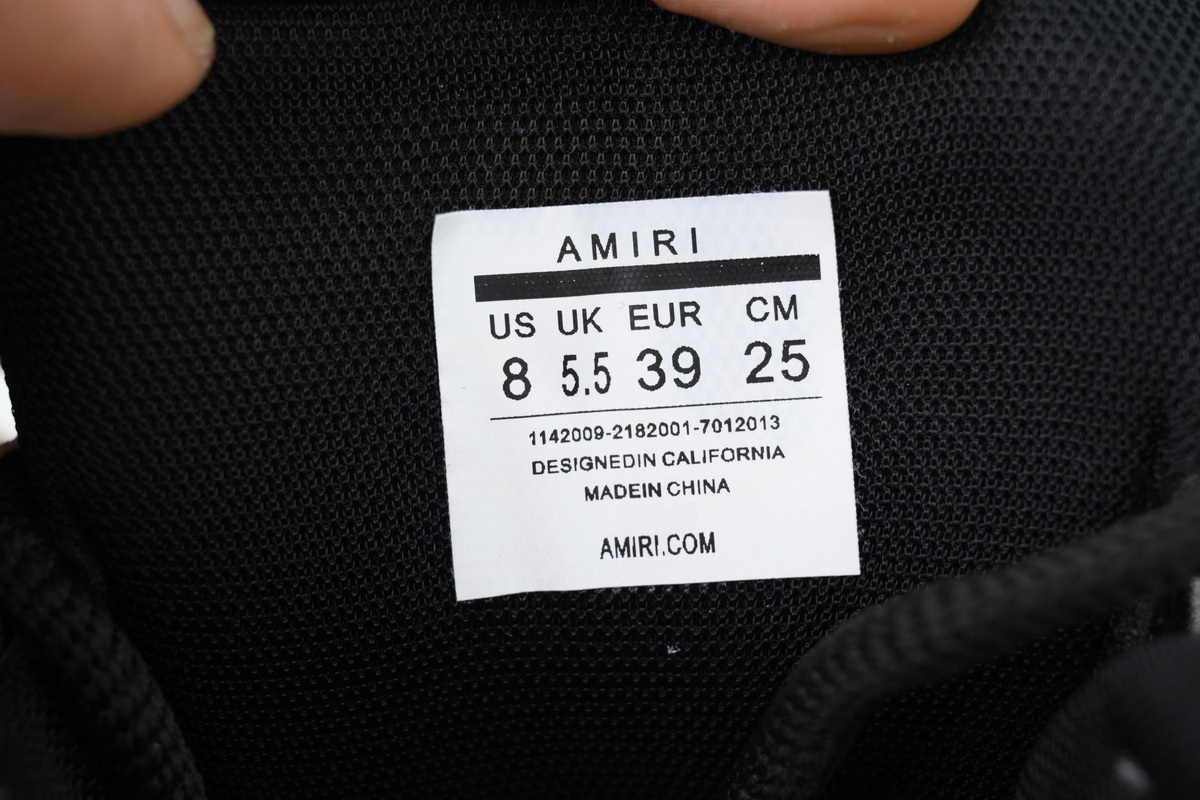 AMIRI
US UK EUR CM
8 5.5 39 25
1142009-2182001-7012013
DESIGNEDIN CALIFORNIA
MADEIN CHINA
AMIRI.COM